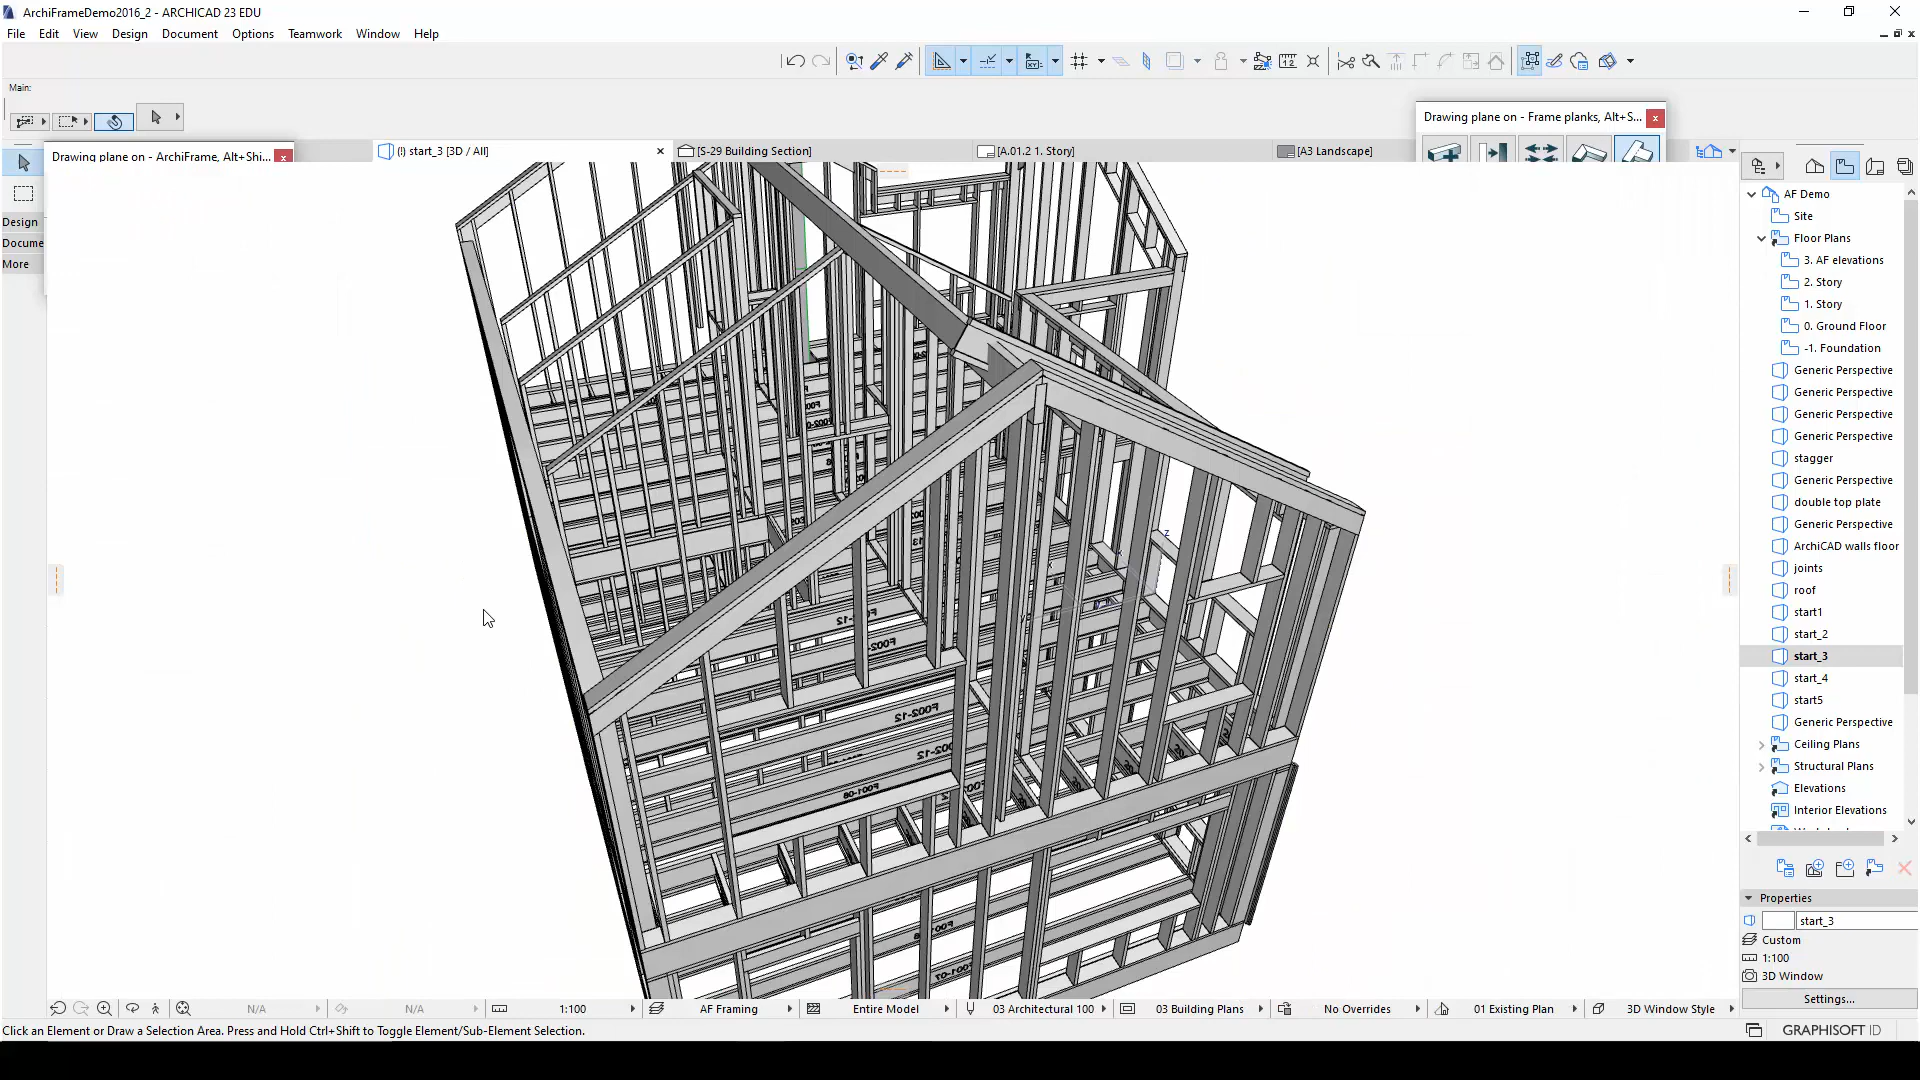 ArchiFrameDemo2016_2 - ARCHICAD 23 EDU
File Edit View Design Document Options Teamwork Window Help
Main:
Drawing plane on - ArchiFrame, Alt+Shi...
(!) start_3 [3D / All]
[S-29 Building Section]
[A.01.2 1. Story]
[A3 Landscape]
Drawing plane on - Frame planks, Alt+S...
Design
Docume
More
AF Demo
Site
Floor Plans
3. AF elevations
2. Story
1. Story
0. Ground Floor
-1. Foundation
Generic Perspective
Generic Perspective
Generic Perspective
Generic Perspective
stagger
Generic Perspective
double top plate
Generic Perspective
ArchiCAD walls floor
joints
roof
start1
start_2
start_3
start_4
start5
Generic Perspective
Ceiling Plans
Structural Plans
Elevations
Interior Elevations
Properties
start_3
Custom
1:100
3D Window
Settings...
F002-12
F002-12
F002-12
F001-08
F001-07
z
N/A
N/A
1:100
AF Framing
Entire Model
03 Architectural 100
03 Building Plans
No Overrides
01 Existing Plan
3D Window Style
Click an Element or Draw a Selection Area. Press and Hold Ctrl+Shift to Toggle Element/Sub-Element Selection.
GRAPHISOFT ID